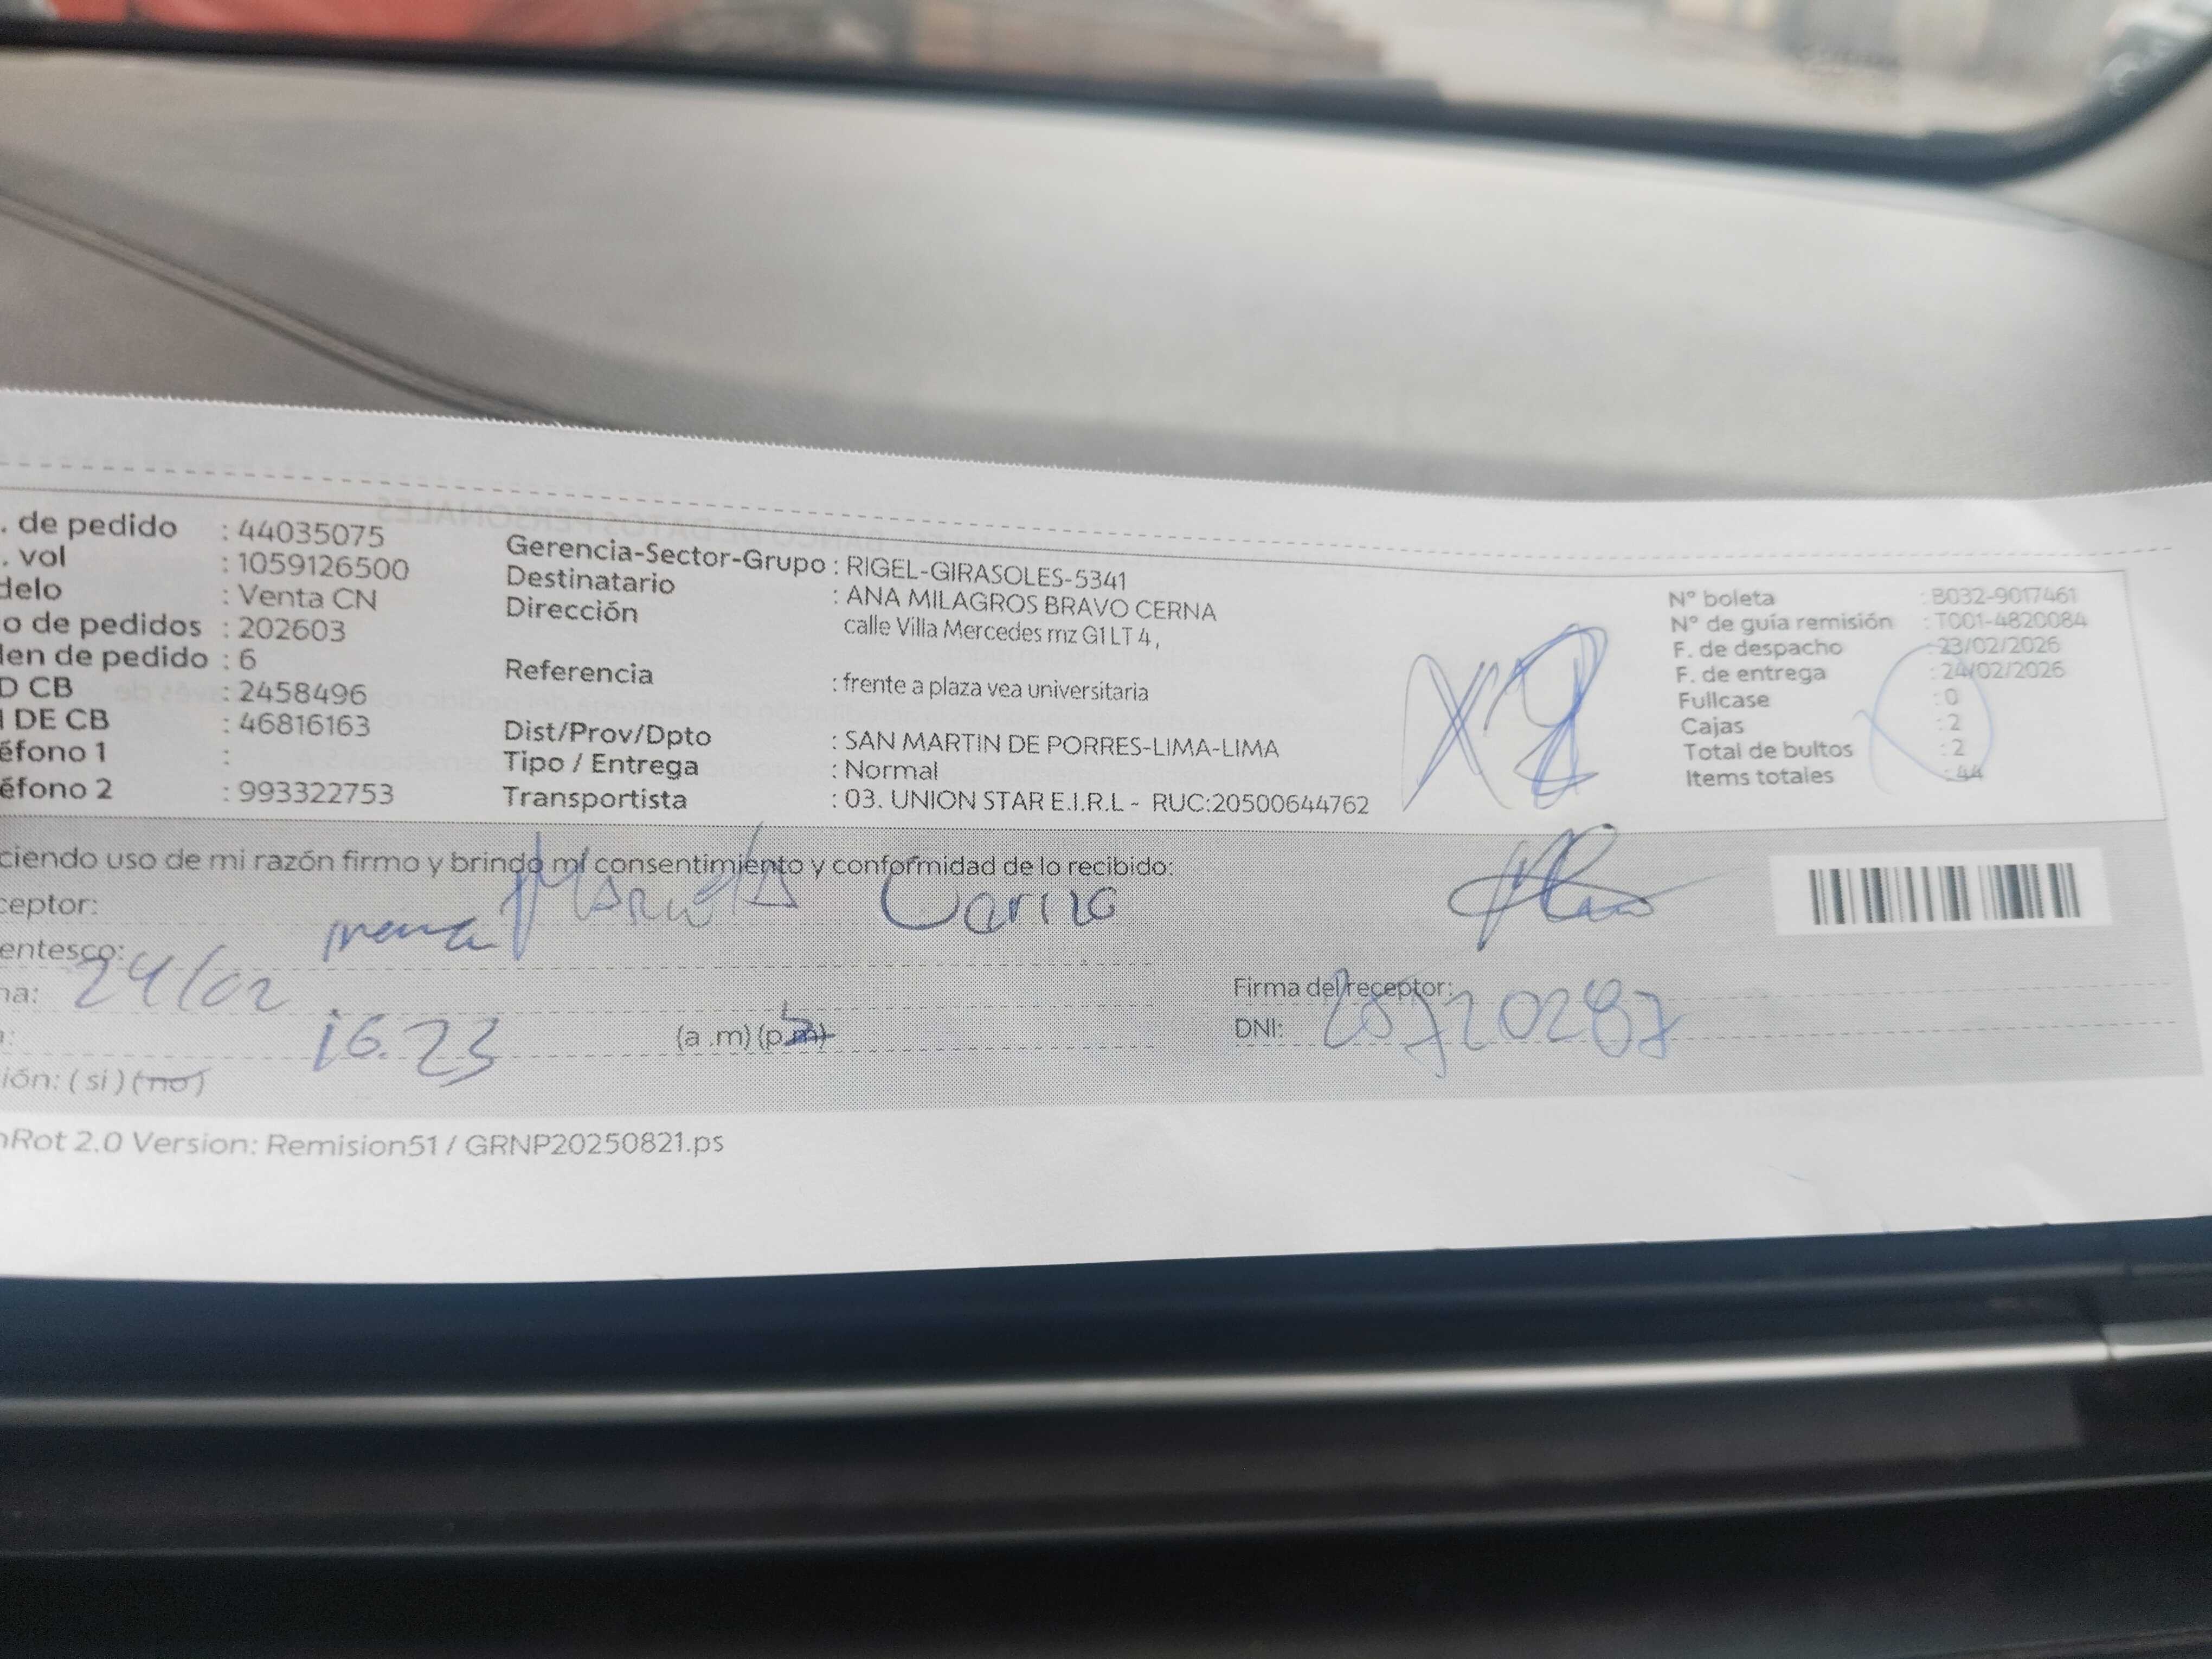 . de pedido : 44035075
. vol : 1059126500
delo : Venta CN
o de pedidos : 202603
den de pedido : 6
D CB : 2458496
I DE CB : 46816163
éfono 1 :
éfono 2 : 993322753
Gerencia-Sector-Grupo : RIGEL-GIRASOLES-5341
Destinatario : ANA MILAGROS BRAVO CERNA
Dirección calle Villa Mercedes mz G1 LT 4,
Referencia : frente a plaza vea universitaria
Dist/Prov/Dpto : SAN MARTIN DE PORRES-LIMA-LIMA
Tipo / Entrega : Normal
Transportista : 03. UNION STAR E.I.R.L - RUC:20500644762
N° boleta : B032-9017461
N° de guía remisión : T001-4820084
F. de despacho : 23/02/2026
F. de entrega : 24/02/2026
Fullcase : 0
Cajas : 2
Total de bultos : 2
Items totales : 44
ciendo uso de mi razón firmo y brindo mi consentimiento y conformidad de lo recibido:
ceptor:
entesco:
na: 24/02
: 16.23 (a .m) (p.m)
ión: ( si ) ( no )
Firma del receptor:
DNI:
nRot 2.0 Version: Remision51 / GRNP20250821.ps